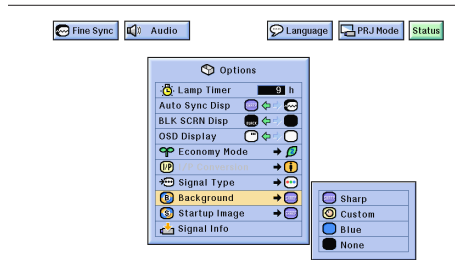 Fine Sync
Audio
Language
PRJ Mode
Status
Options
Lamp Timer 9 h
Auto Sync Disp
BLK SCRN Disp
OSD Display
Economy Mode
I/P
Signal Type
B Background
S Startup Image
Signal Info
Sharp
Custom
Blue
None